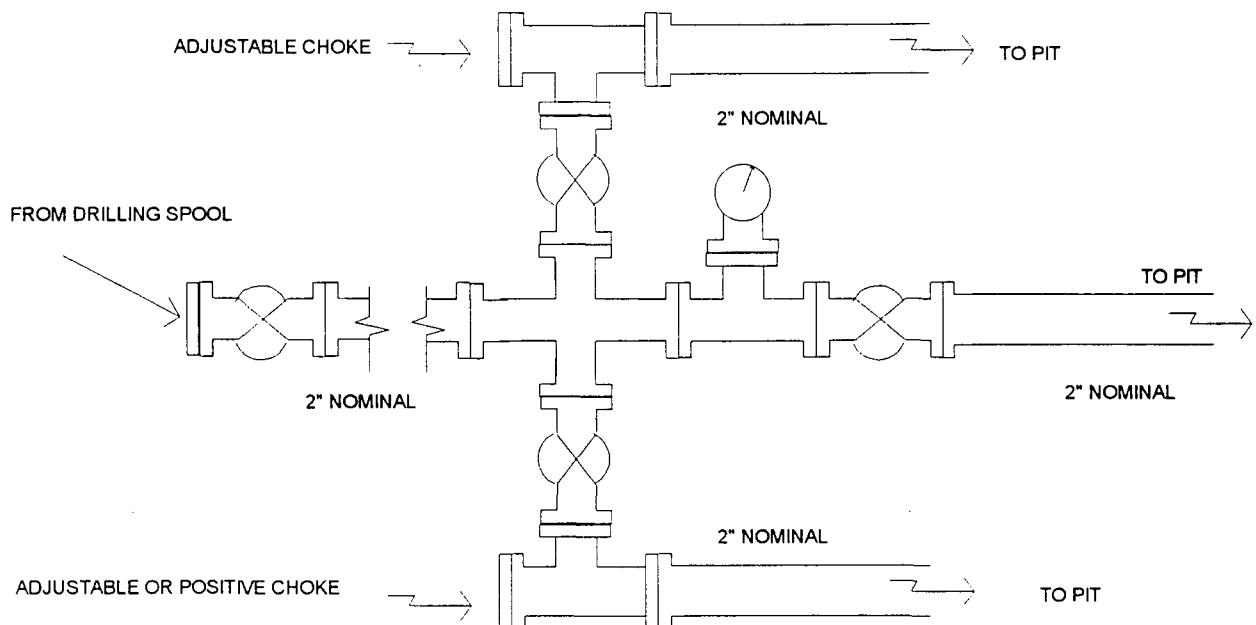 ADJUSTABLE CHOKE
TO PIT
2" NOMINAL
FROM DRILLING SPOOL
TO PIT
2" NOMINAL
2" NOMINAL
2" NOMINAL
ADJUSTABLE OR POSITIVE CHOKE
TO PIT